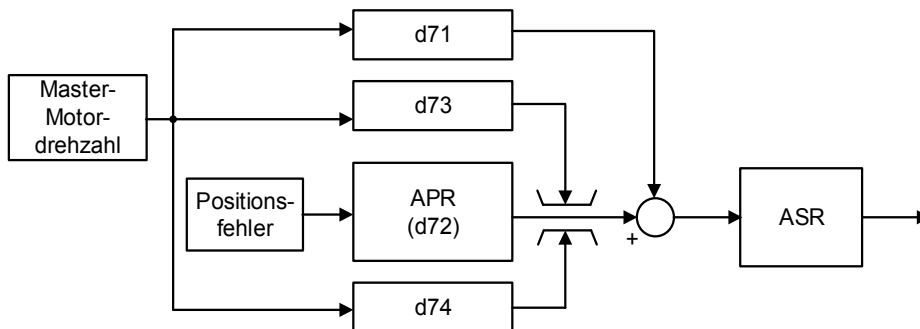 d71
Master-
Motor-
drehzahl
d73
Positions-
fehler
APR
(d72)
+
ASR
d74